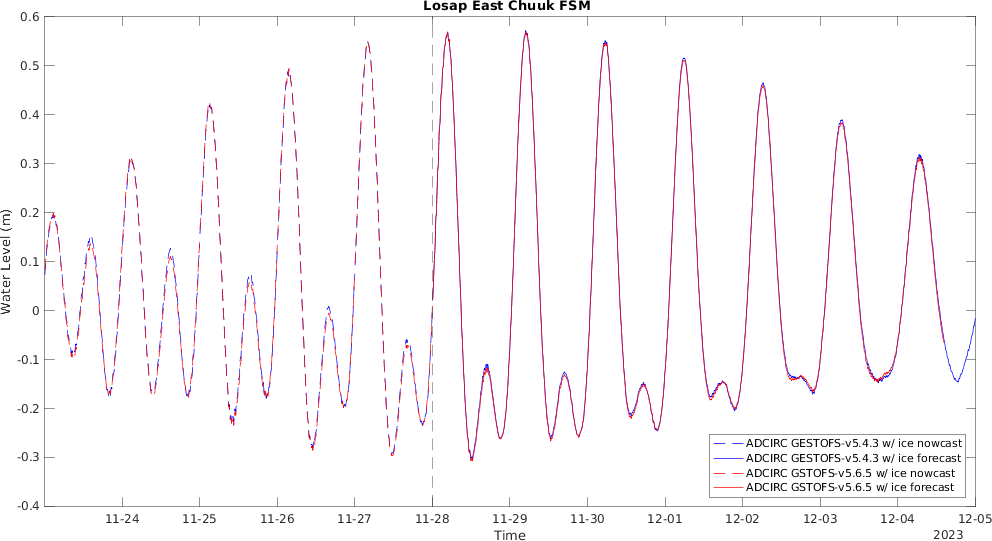 Losap East Chuuk FSM
0.6
0.5
0.4
0.3
0.2
0.1
0
-0.1
-0.2
-0.3
-0.4
Water Level (m)
ADCIRC GESTOFS-v5.4.3 w/ ice nowcast
ADCIRC GESTOFS-v5.4.3 w/ ice forecast
ADCIRC GSTOFS-v5.6.5 w/ ice nowcast
ADCIRC GSTOFS-v5.6.5 w/ ice forecast
11-24 11-25 11-26 11-27 11-28 11-29 11-30 12-01 12-02 12-03 12-04 12-05
Time
2023